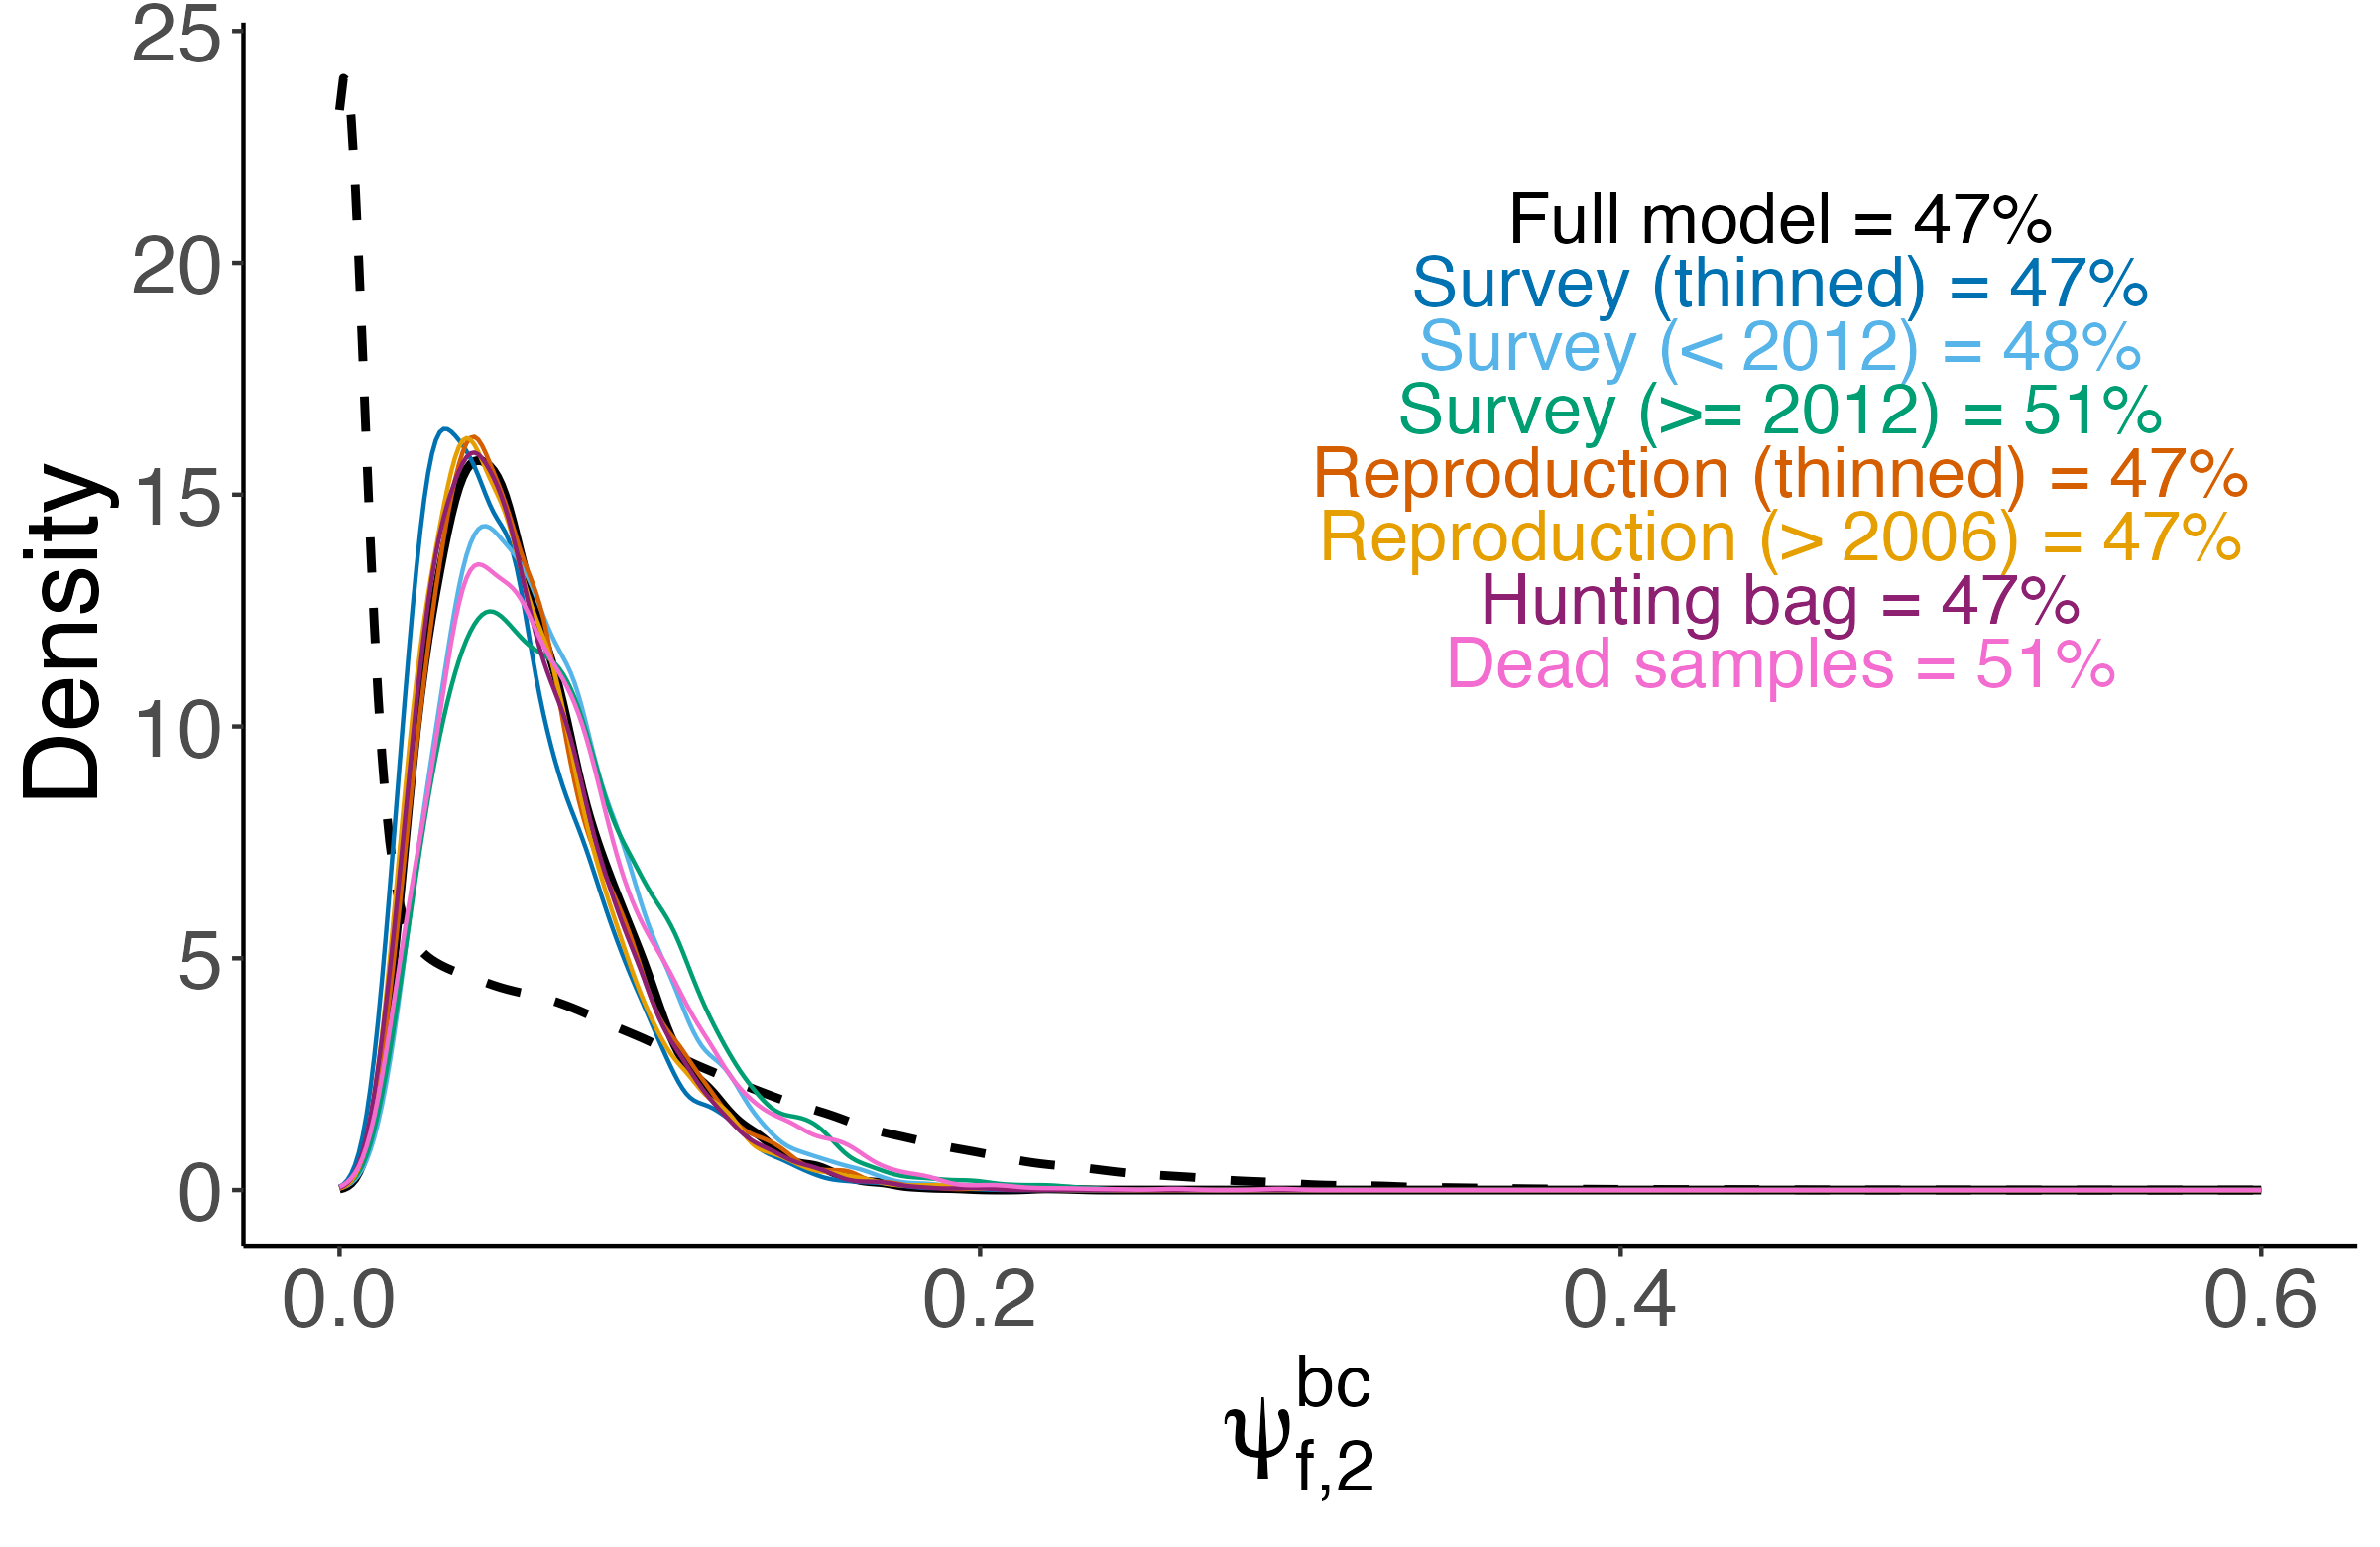 25
20
15
10
5
0
Density
Full model = 47%
Survey (thinned) = 47%
Survey (< 2012) = 48%
Survey (>= 2012) = 51%
Reproduction (thinned) = 47%
Reproduction (> 2006) = 47%
Hunting bag = 47%
Dead samples = 51%
0.0 0.2 0.4 0.6
ψ bc f,2